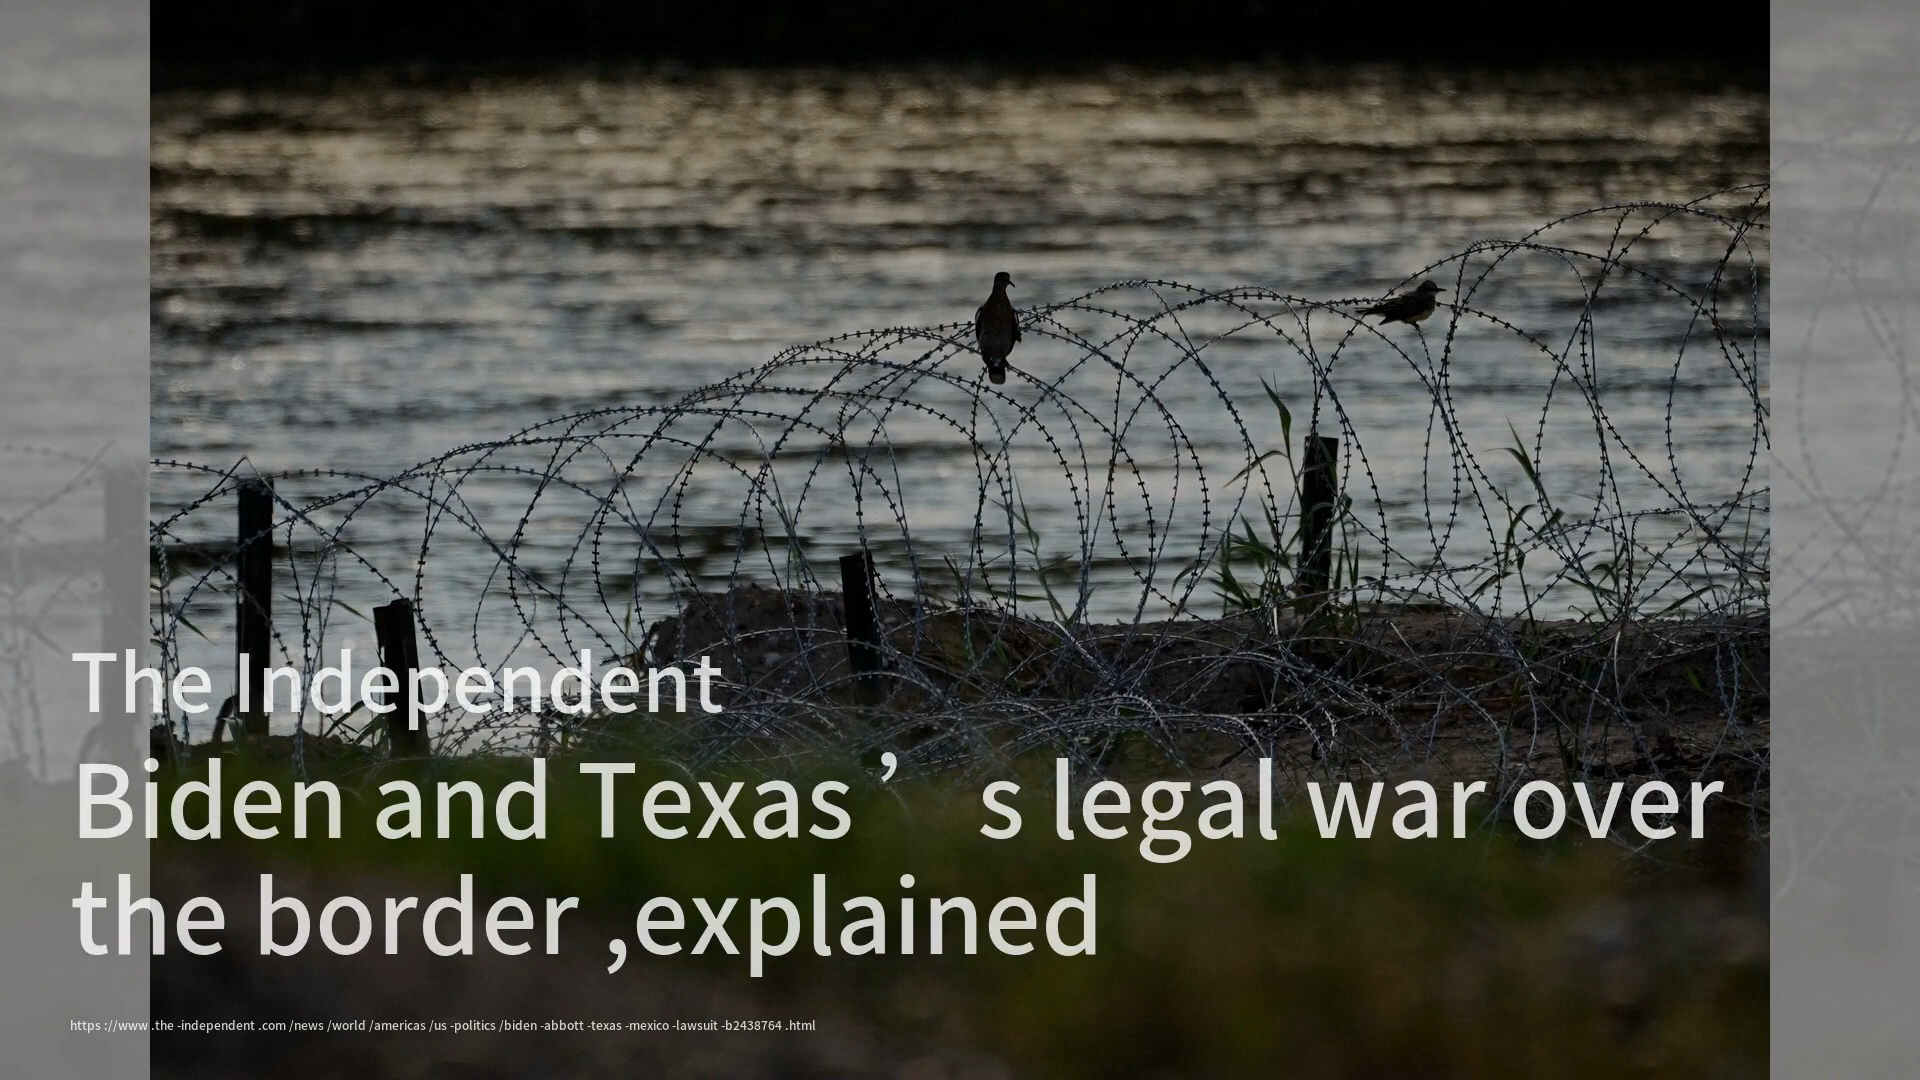 The Independent
Biden and Texas’s legal war over
the border ,explained
https ://www .the -independent .com /news /world /americas /us -politics /biden -abbott -texas -mexico -lawsuit -b2438764 .html